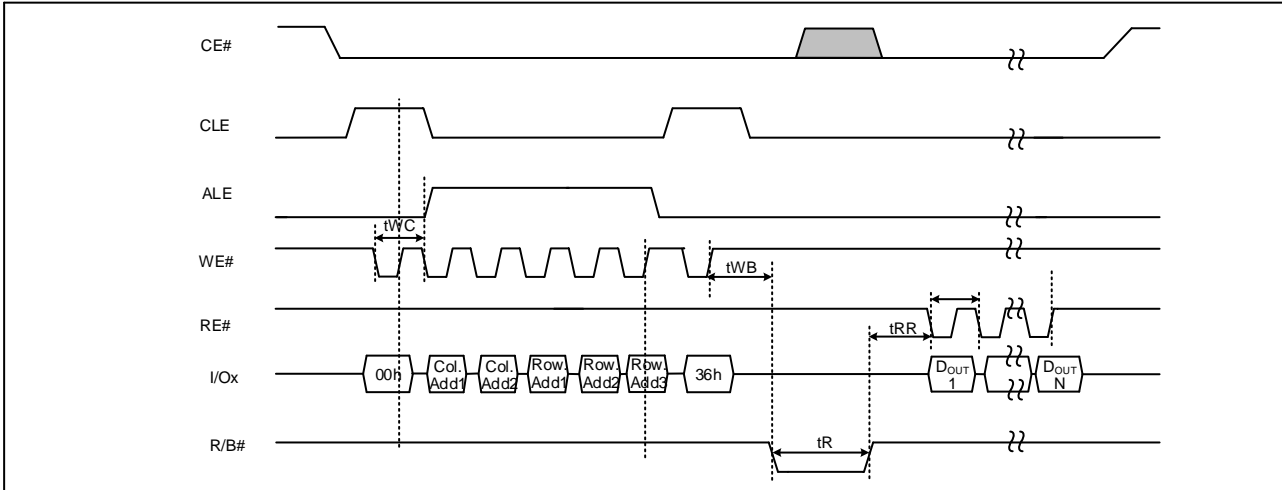 CE#
CLE
ALE
tWC
WE#
tWB
RE#
tRR
I/Ox
00h
Col.
Add1
Col.
Add2
Row.
Add1
Row.
Add2
Row.
Add3
36h
DOUT
1
DOUT
N
R/B#
tR